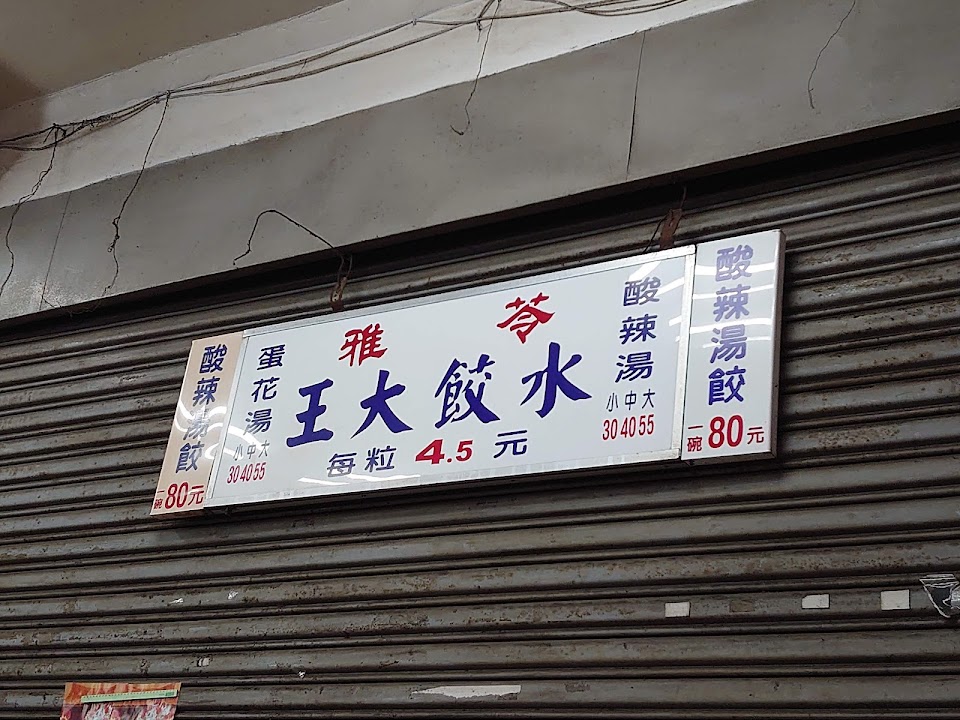 酸辣湯餃
一碗80元
酸辣湯
小中大
30 40 55
苓雅
水餃大王
每粒4.5元
蛋花湯
小中大
30 40 55
酸辣湯餃
一碗80元